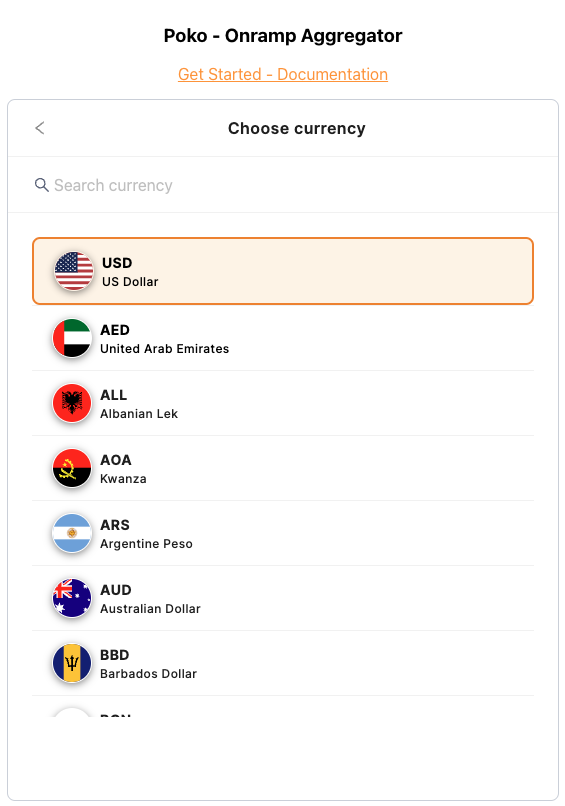 Poko - Onramp Aggregator
Get Started - Documentation
Choose currency
Search currency
USD
US Dollar
AED
United Arab Emirates
ALL
Albanian Lek
AOA
Kwanza
ARS
Argentine Peso
AUD
Australian Dollar
BBD
Barbados Dollar